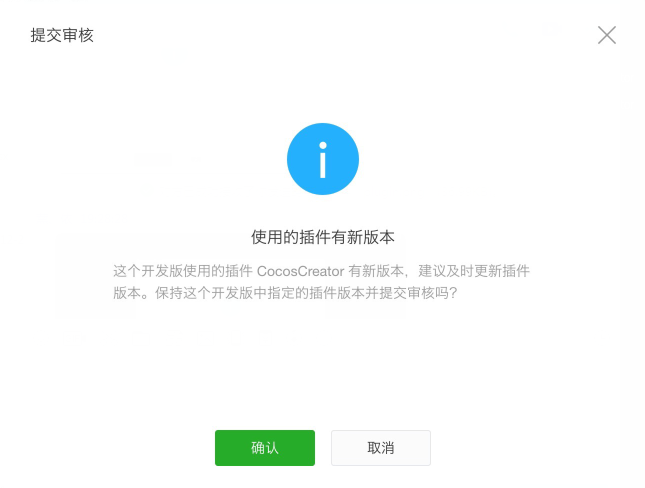 提交审核
使用的插件有新版本
这个开发版使用的插件 CocosCreator 有新版本，建议及时更新插件
版本。保持这个开发版中指定的插件版本并提交审核吗？
确认
取消